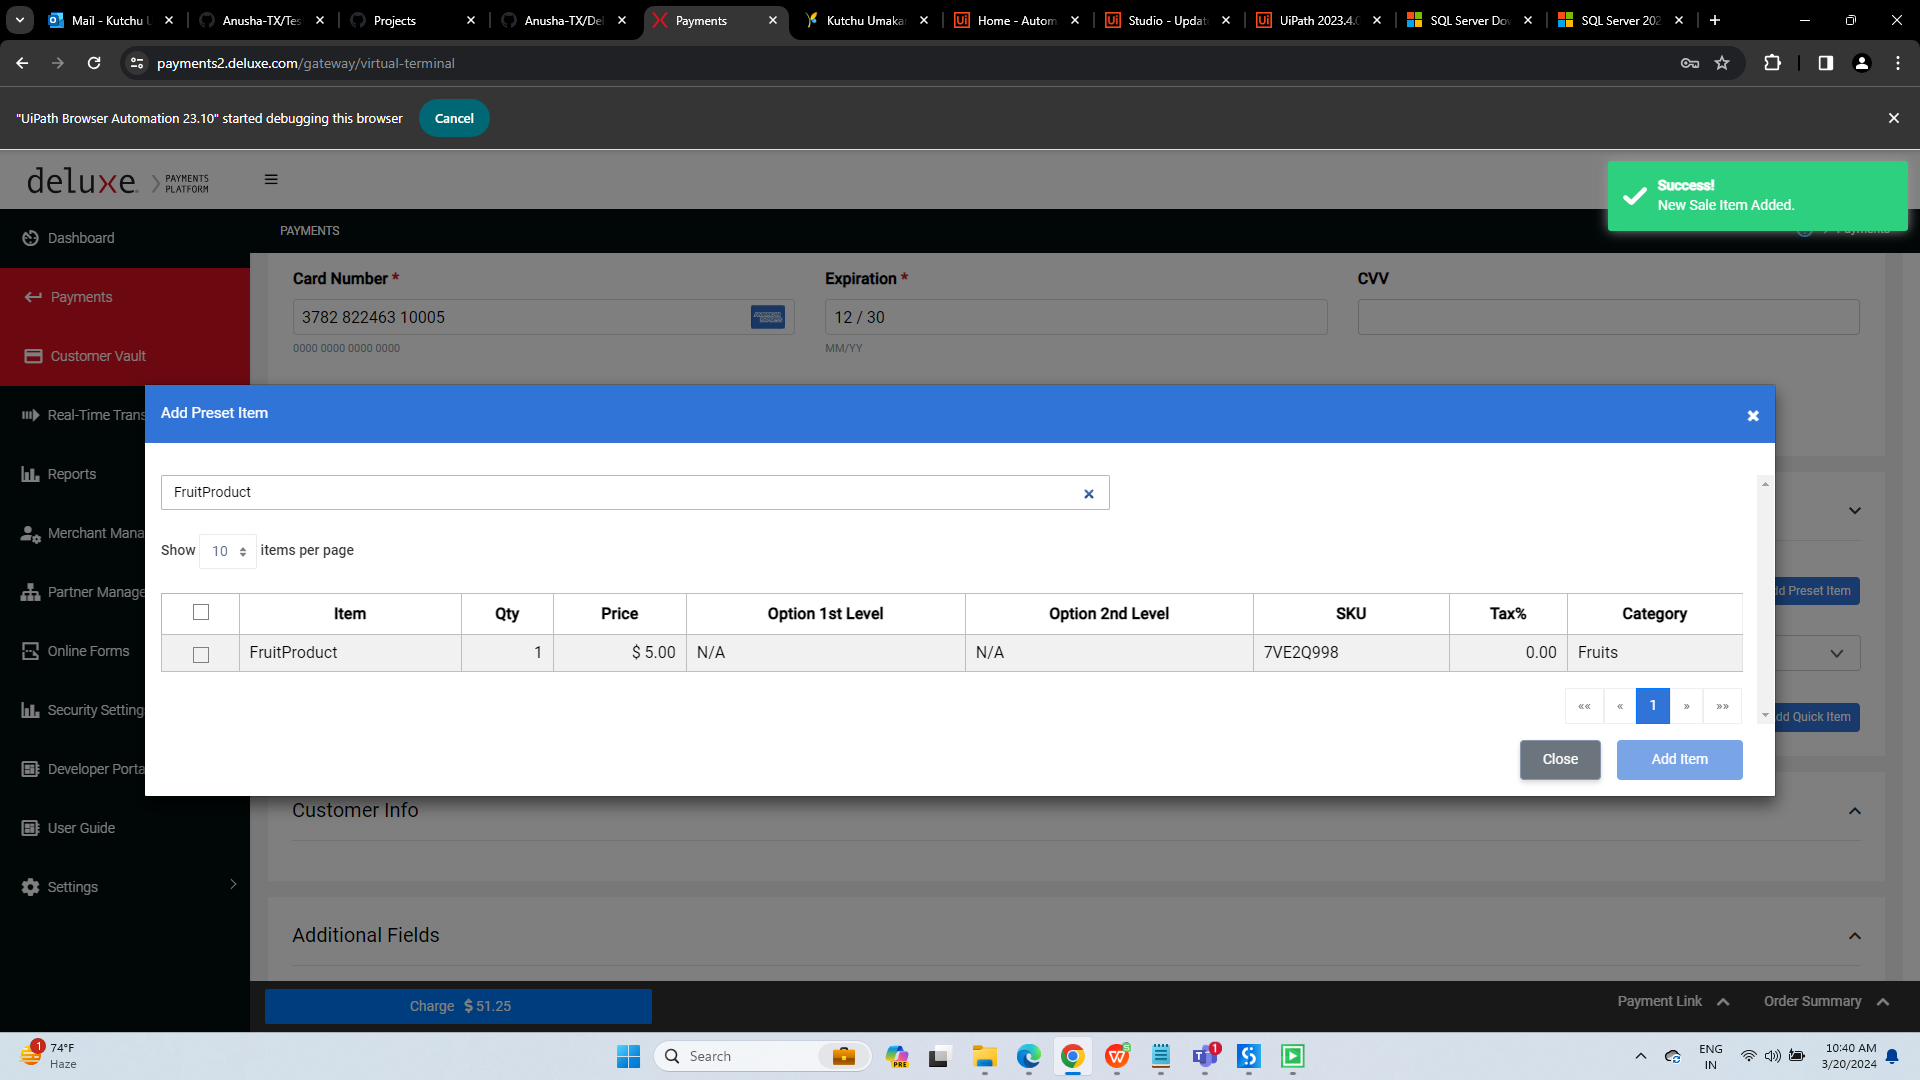 Mail - Kutchu U
Anusha-TX/Tes
Projects
Anusha-TX/Del
Payments
Kutchu Umakan
Home - Autom
Studio - Updat
UiPath 2023.4.0
SQL Server Do
SQL Server 202
payments2.deluxe.com/gateway/virtual-terminal
"UiPath Browser Automation 23.10" started debugging this browser
Cancel
deluxe. PAYMENTS PLATFORM
Success!
New Sale Item Added.
Dashboard
PAYMENTS
Payments
Payments
Customer Vault
Real-Time Trans
Reports
Merchant Mana
Partner Manage
Online Forms
Security Setting
Developer Porta
User Guide
Settings
Card Number *
Expiration *
CVV
3782 822463 10005
12 / 30
0000 0000 0000 0000
MM/YY
Add Preset Item
FruitProduct
Show 10 items per page
Item Qty Price Option 1st Level Option 2nd Level SKU Tax% Category
FruitProduct 1 $ 5.00 N/A N/A 7VE2Q998 0.00 Fruits
«« « 1 » »»
Close
Add Item
dd Preset Item
dd Quick Item
Customer Info
Additional Fields
Charge $ 51.25
Payment Link
Order Summary
1
74°F
Haze
Search
PRE
1
ENG
IN
10:40 AM
3/20/2024